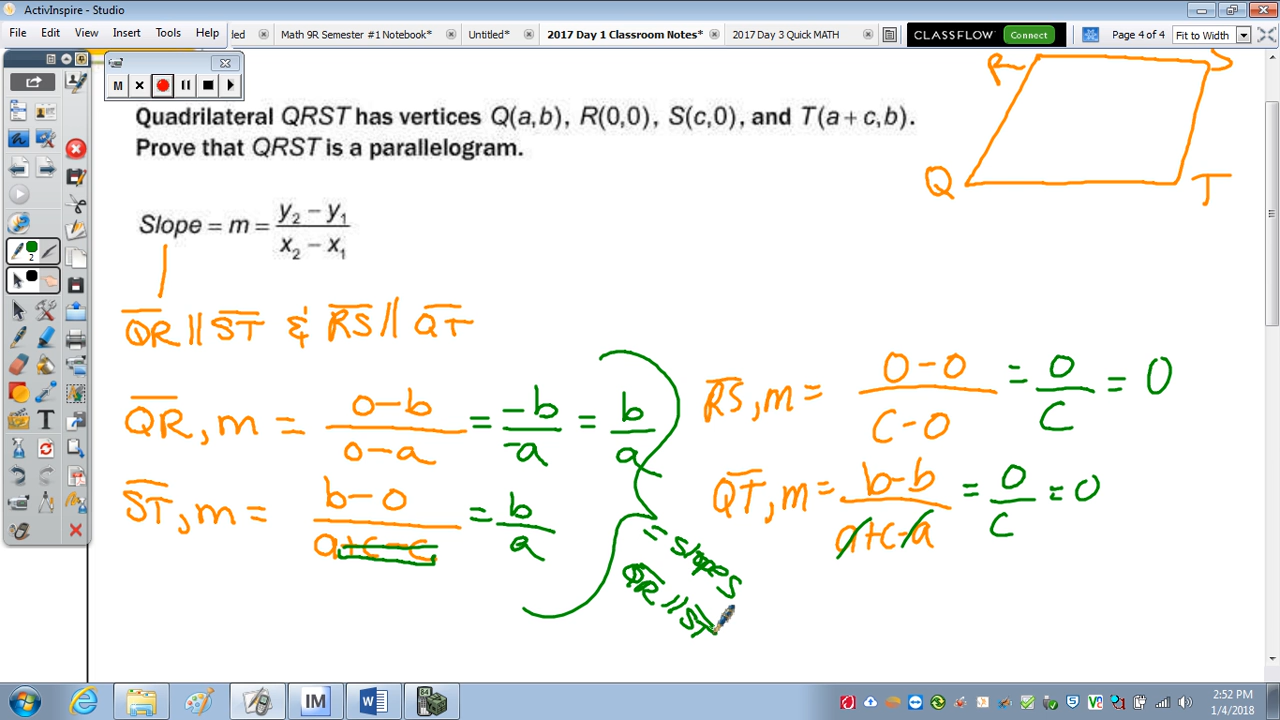 ActivInspire - Studio
File Edit View Insert Tools Help
led Math 9R Semester #1 Notebook* Untitled* 2017 Day 1 Classroom Notes* 2017 Day 3 Quick MATH CLASSFLOW Connect Page 4 of 4 Fit to Width
M
Quadrilateral QRST has vertices Q(a,b), R(0,0), S(c,0), and T(a+c,b).
Prove that QRST is a parallelogram.
R S
Q T
Slope = m = (y₂ − y₁)/(x₂ − x₁)
QR // ST & RS // QT
QR, m = (0-b)/(0-a) = -b/-a = b/a
ST, m = (b-0)/(a+c-c) = b/a
= slopes
QR // ST
RS, m = (0-0)/(c-0) = 0/c = 0
QT, m = (b-b)/(a+c-a) = 0/c = 0
2
T
IM
2:52 PM
1/4/2018